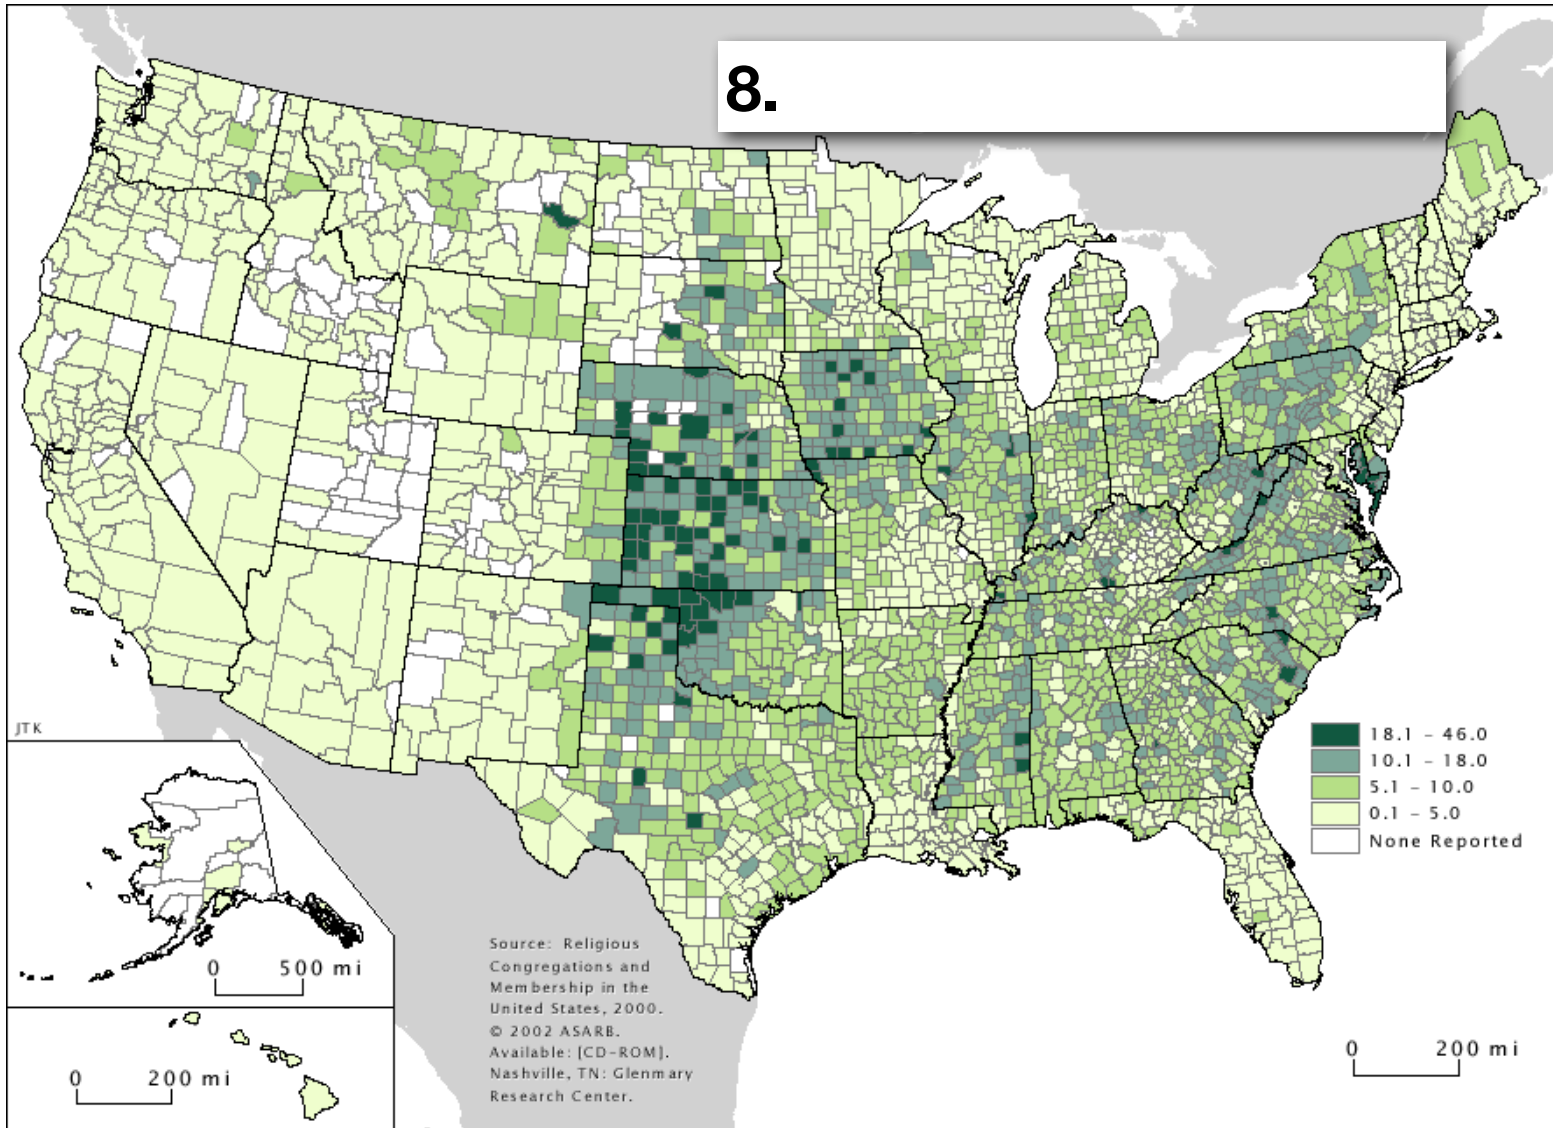 8.
JTK
18.1 – 46.0
10.1 – 18.0
5.1 – 10.0
0.1 – 5.0
None Reported
0 500 mi
0 200 mi
Source: Religious
Congregations and
Membership in the
United States, 2000.
© 2002 ASARB.
Available: [CD-ROM].
Nashville, TN: Glenmary
Research Center.
0 200 mi